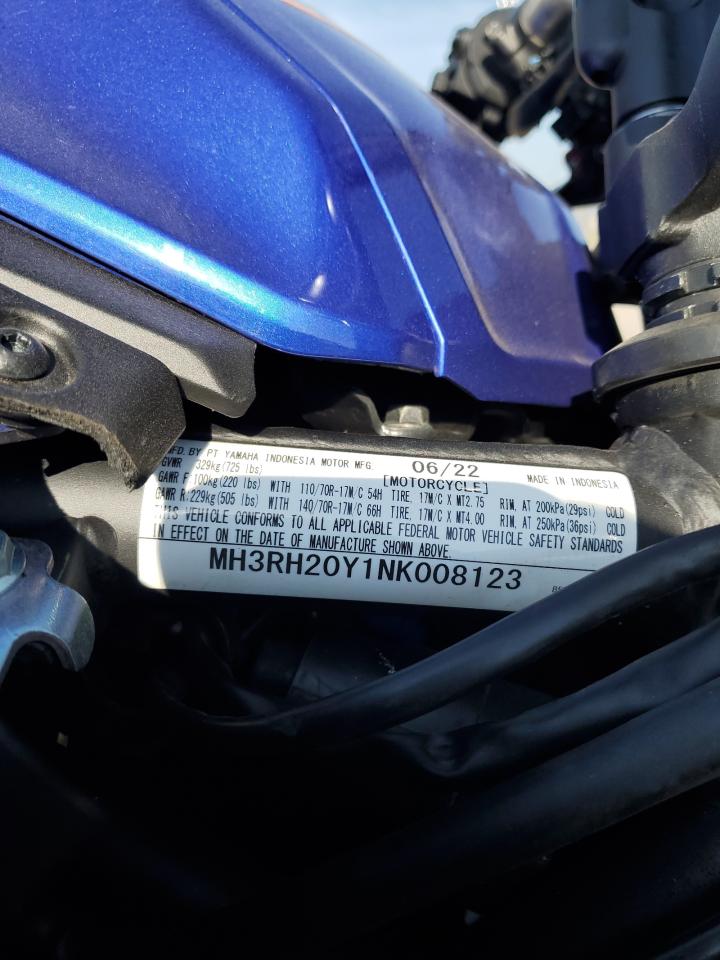 MFD. BY PT YAMAHA INDONESIA MOTOR MFG. 06/22 MADE IN INDONESIA
GVWR 329kg(725 lbs) [MOTORCYCLE]
GAWR F:100kg(220 lbs) WITH 110/70R-17M/C 54H TIRE, 17M/C X MT2.75 RIM, AT 200kPa(29psi) COLD
GAWR R:229kg(505 lbs) WITH 140/70R-17M/C 66H TIRE, 17M/C X MT4.00 RIM, AT 250kPa(36psi) COLD
THIS VEHICLE CONFORMS TO ALL APPLICABLE FEDERAL MOTOR VEHICLE SAFETY STANDARDS
IN EFFECT ON THE DATE OF MANUFACTURE SHOWN ABOVE.
MH3RH20Y1NK008123